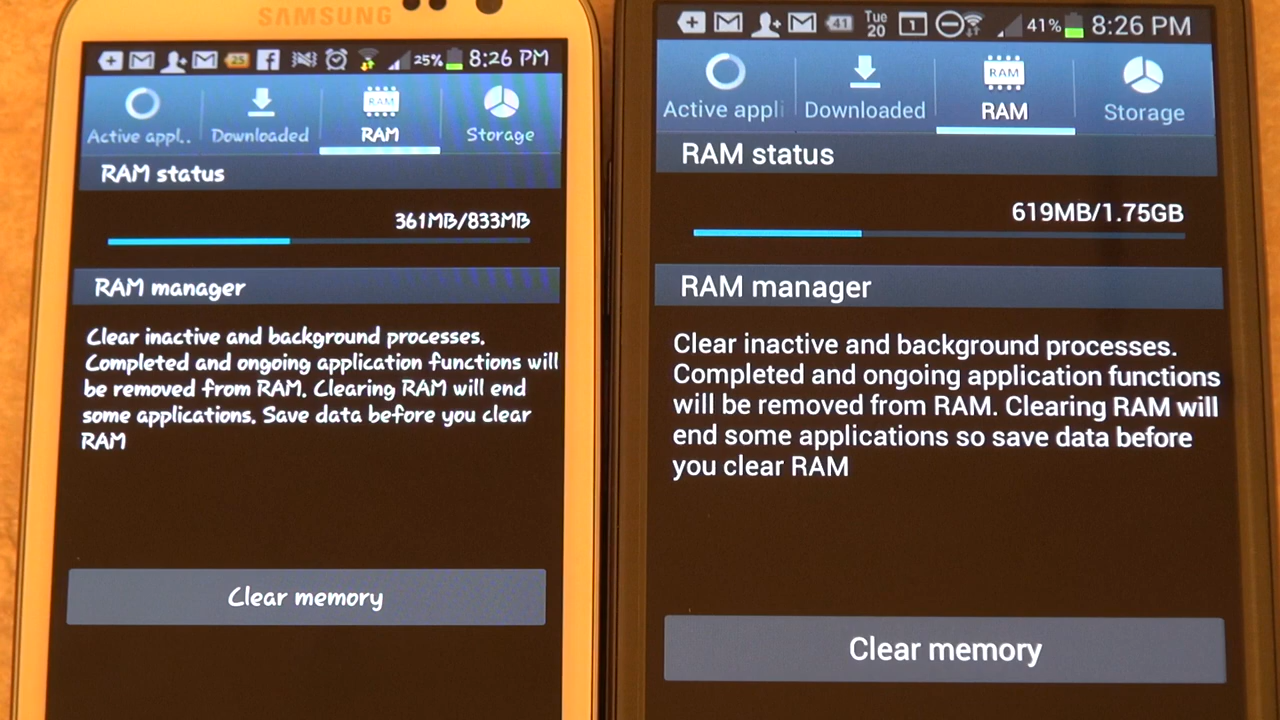 SAMSUNG
25 25% 8:26 PM
Active appl.. Downloaded RAM RAM Storage
RAM status
361MB/833MB
RAM manager
Clear inactive and background processes.
Completed and ongoing application functions will
be removed from RAM. Clearing RAM will end
some applications. Save data before you clear
RAM
Clear memory
41 Tue 20 1 41% 8:26 PM
Active appli Downloaded RAM RAM Storage
RAM status
619MB/1.75GB
RAM manager
Clear inactive and background processes.
Completed and ongoing application functions
will be removed from RAM. Clearing RAM will
end some applications so save data before
you clear RAM
Clear memory